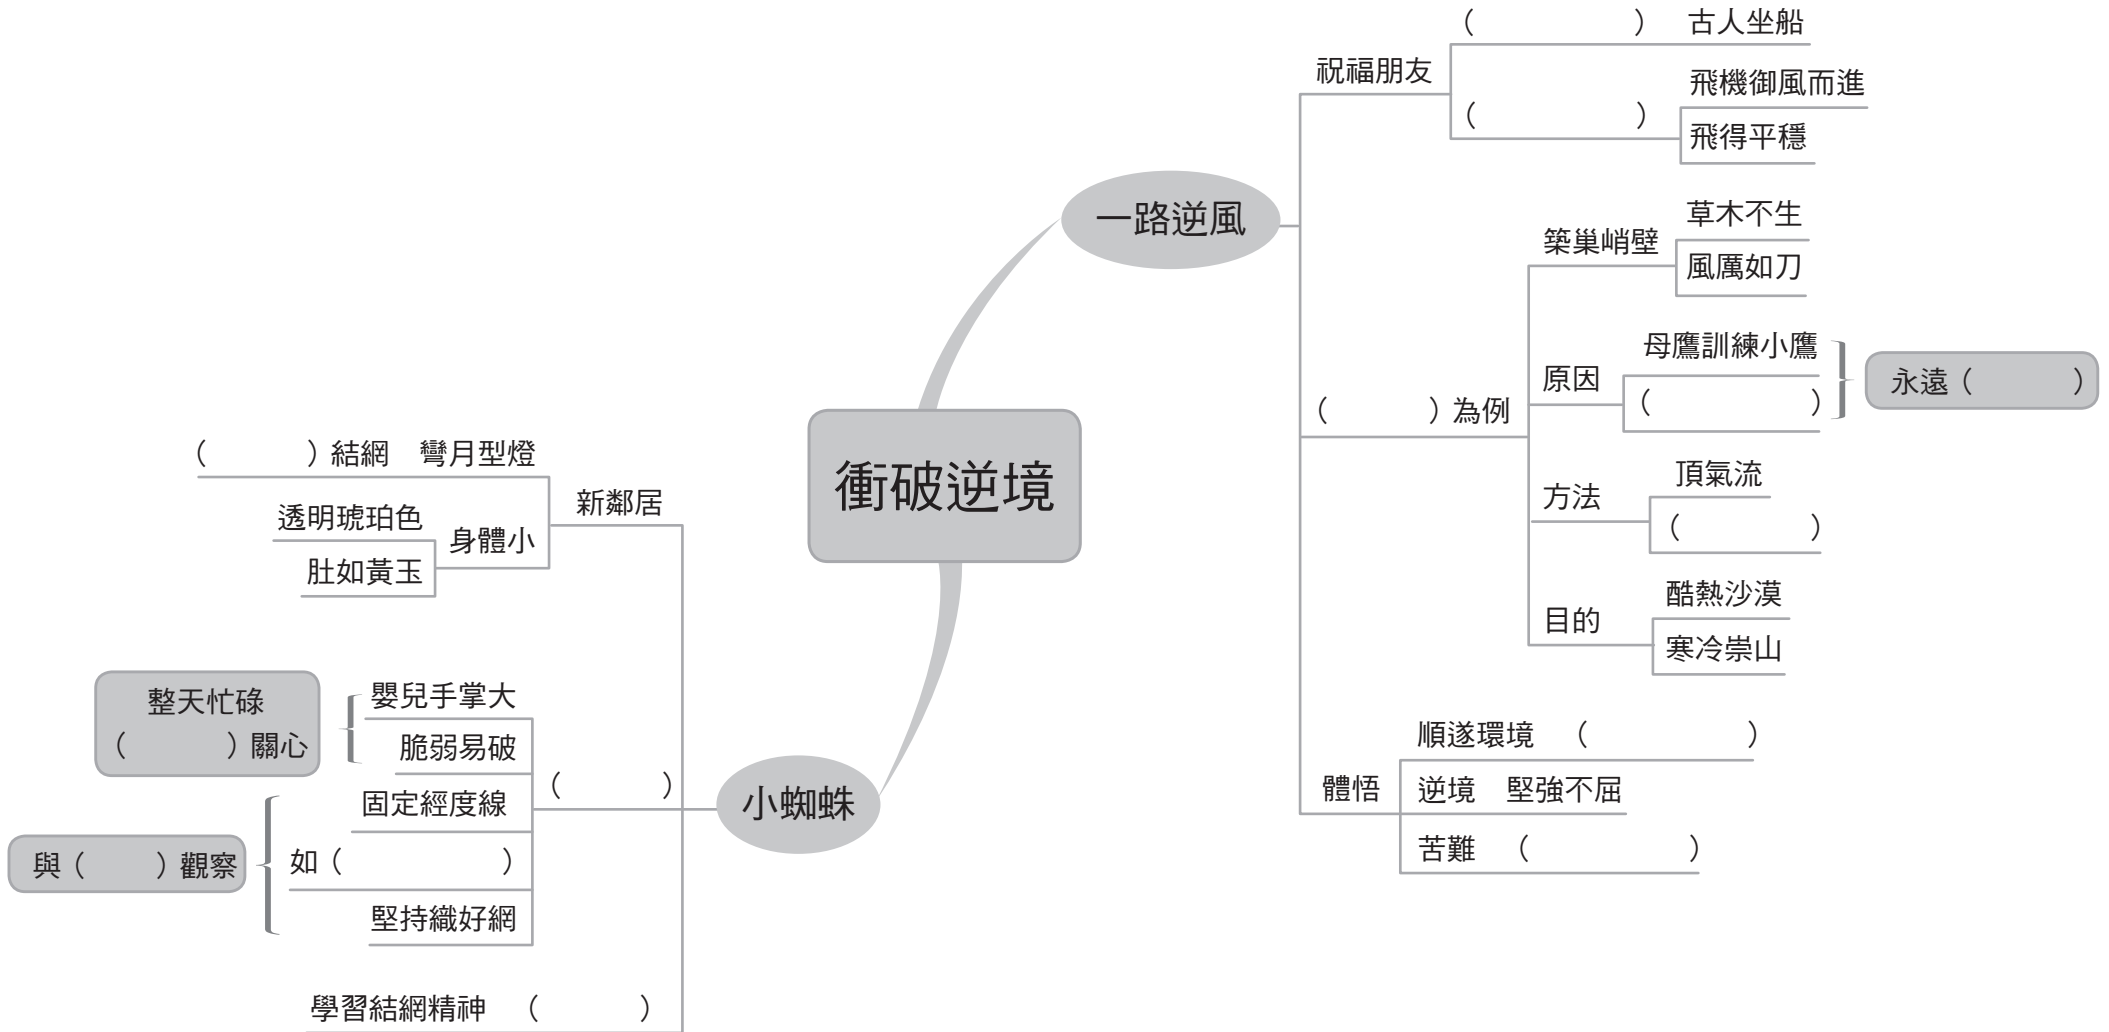 衝破逆境
一路逆風
祝福朋友
（　　　　　）　古人坐船
（　　　　　）
飛機御風而進
飛得平穩
（　　　）為例
築巢峭壁
草木不生
風厲如刀
原因
母鷹訓練小鷹
（　　　　　）
永遠（　　　）
方法
頂氣流
（　　　　）
目的
酷熱沙漠
寒冷崇山
體悟
順遂環境　（　　　　　）
逆境　堅強不屈
苦難　（　　　　　）
小蜘蛛
新鄰居
（　　　）結網　彎月型燈
身體小
透明琥珀色
肚如黃玉
（　　　）
嬰兒手掌大
脆弱易破
整天忙碌
（　　　）關心
固定經度線
如（　　　　　）
堅持織好網
與（　　）觀察
學習結網精神　（　　　）